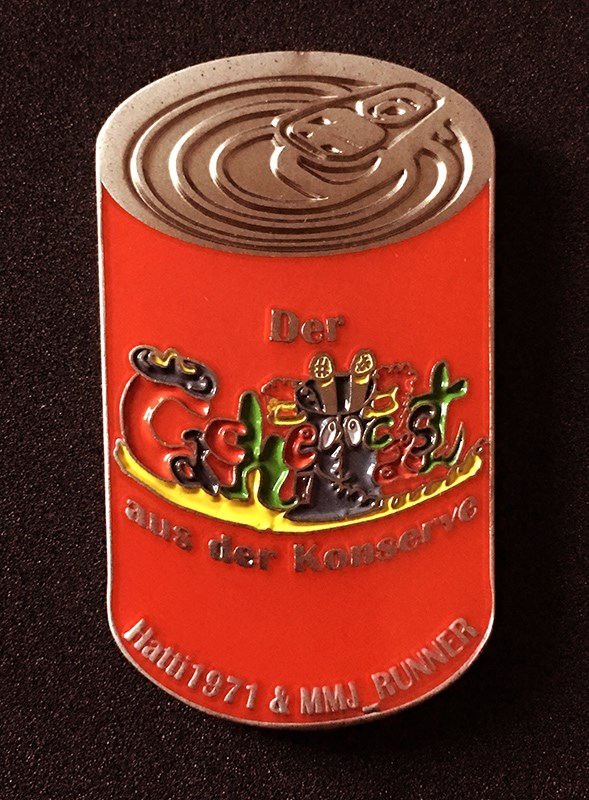 Der
aus der Konserve
Hatti1971 & MMJ_RUNNER